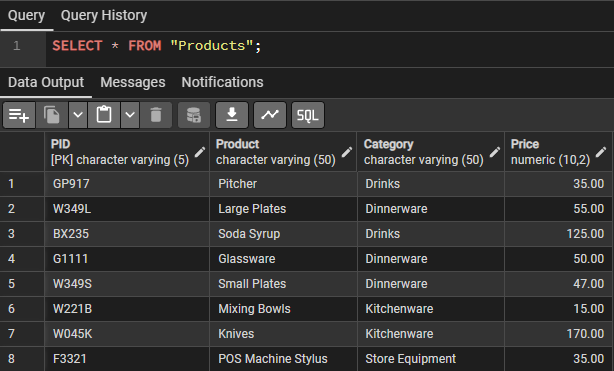 Query Query History
1 SELECT * FROM "Products";
Data Output Messages Notifications
SQL
PID Product Category Price
[PK] character varying (5) character varying (50) character varying (50) numeric (10,2)
1 GP917 Pitcher Drinks 35.00
2 W349L Large Plates Dinnerware 55.00
3 BX235 Soda Syrup Drinks 125.00
4 G1111 Glassware Dinnerware 50.00
5 W349S Small Plates Dinnerware 47.00
6 W221B Mixing Bowls Kitchenware 15.00
7 W045K Knives Kitchenware 170.00
8 F3321 POS Machine Stylus Store Equipment 35.00